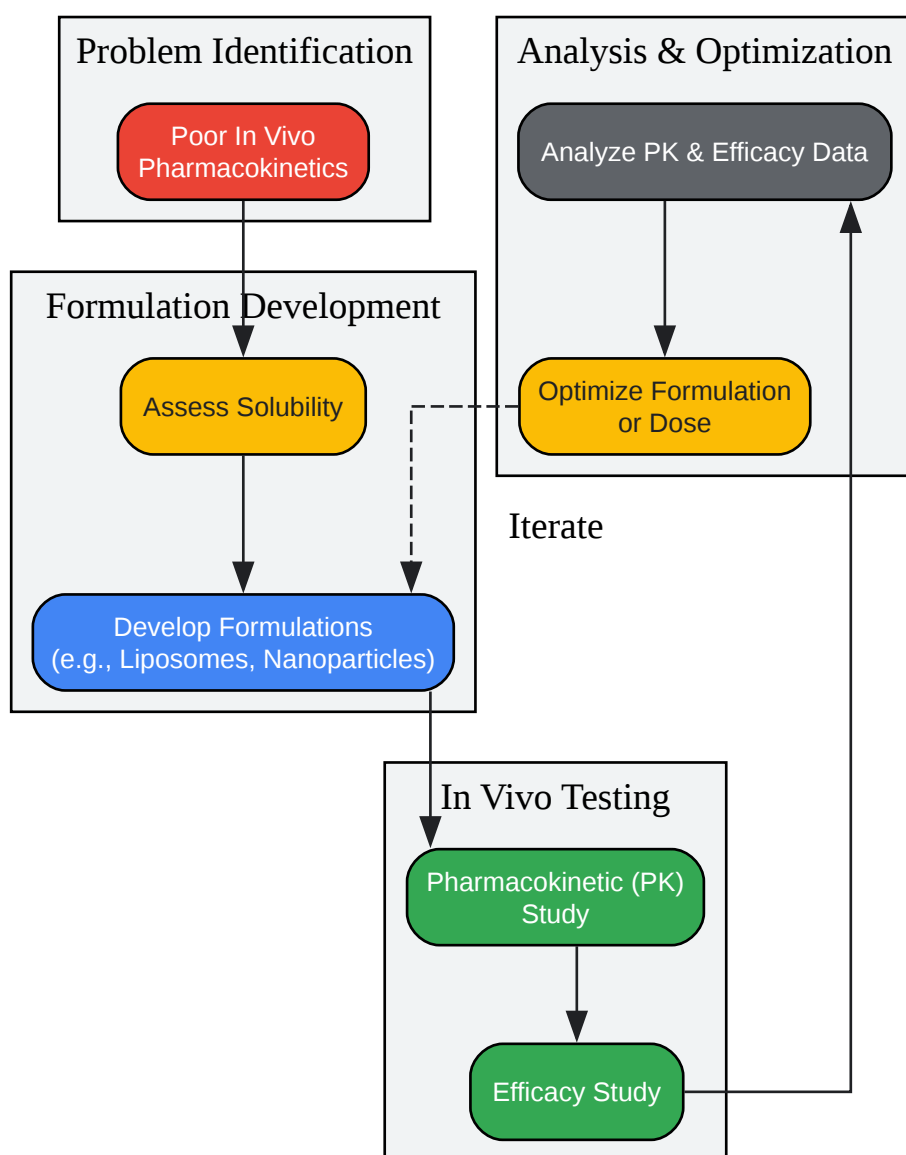 Problem Identification
Poor In Vivo
Pharmacokinetics
Formulation Development
Assess Solubility
Develop Formulations
(e.g., Liposomes, Nanoparticles)
Analysis & Optimization
Analyze PK & Efficacy Data
Optimize Formulation
or Dose
Iterate
In Vivo Testing
Pharmacokinetic (PK)
Study
Efficacy Study